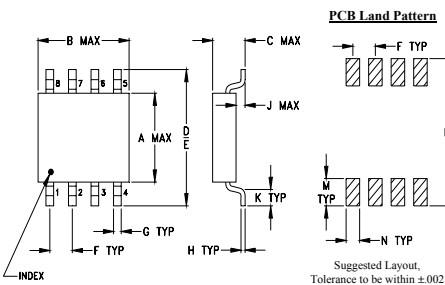 PCB Land Pattern
B MAX
C MAX
F TYP
8 7 6 5
J MAX
A MAX
D
E
1 2 3 4
K TYP
M
TYP
G TYP
F TYP
H TYP
N TYP
INDEX
Suggested Layout,
Tolerance to be within ±.002